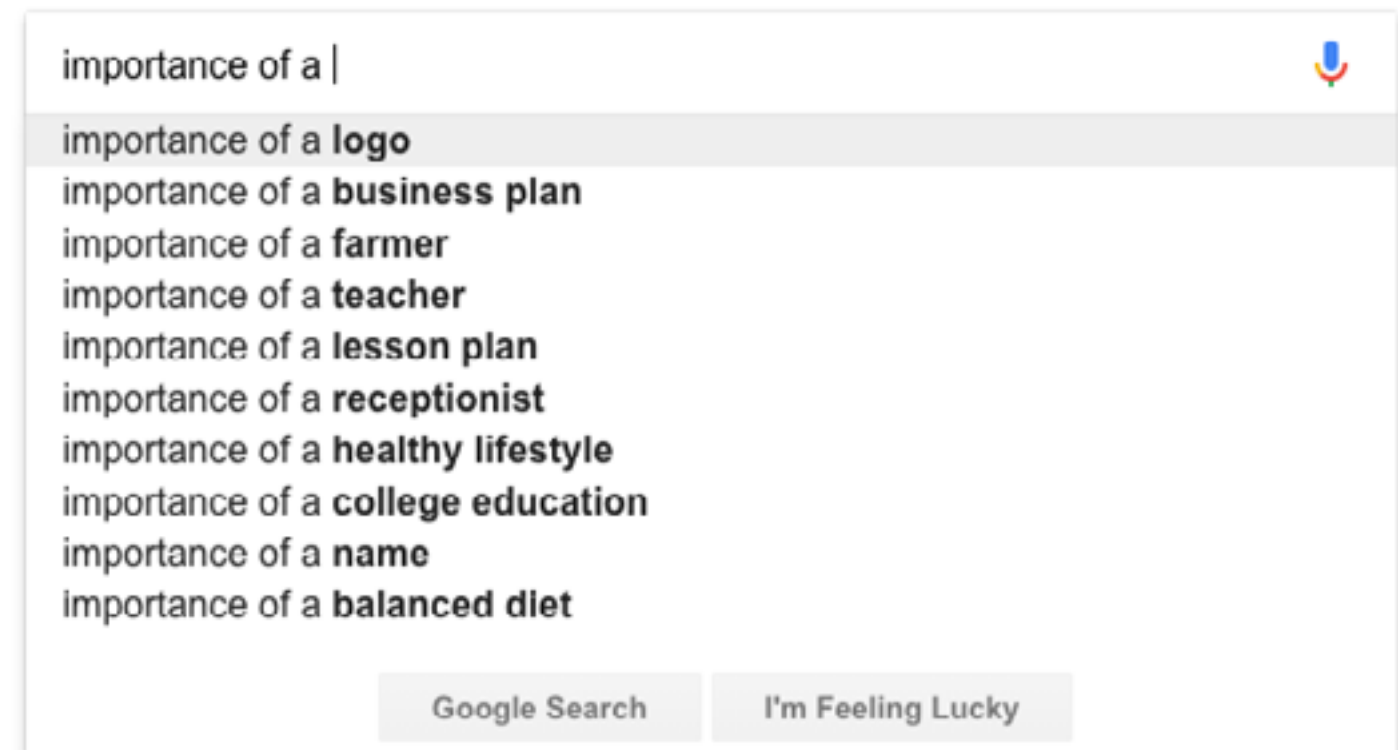 importance of a
importance of a logo
importance of a business plan
importance of a farmer
importance of a teacher
importance of a lesson plan
importance of a receptionist
importance of a healthy lifestyle
importance of a college education
importance of a name
importance of a balanced diet
Google Search I'm Feeling Lucky